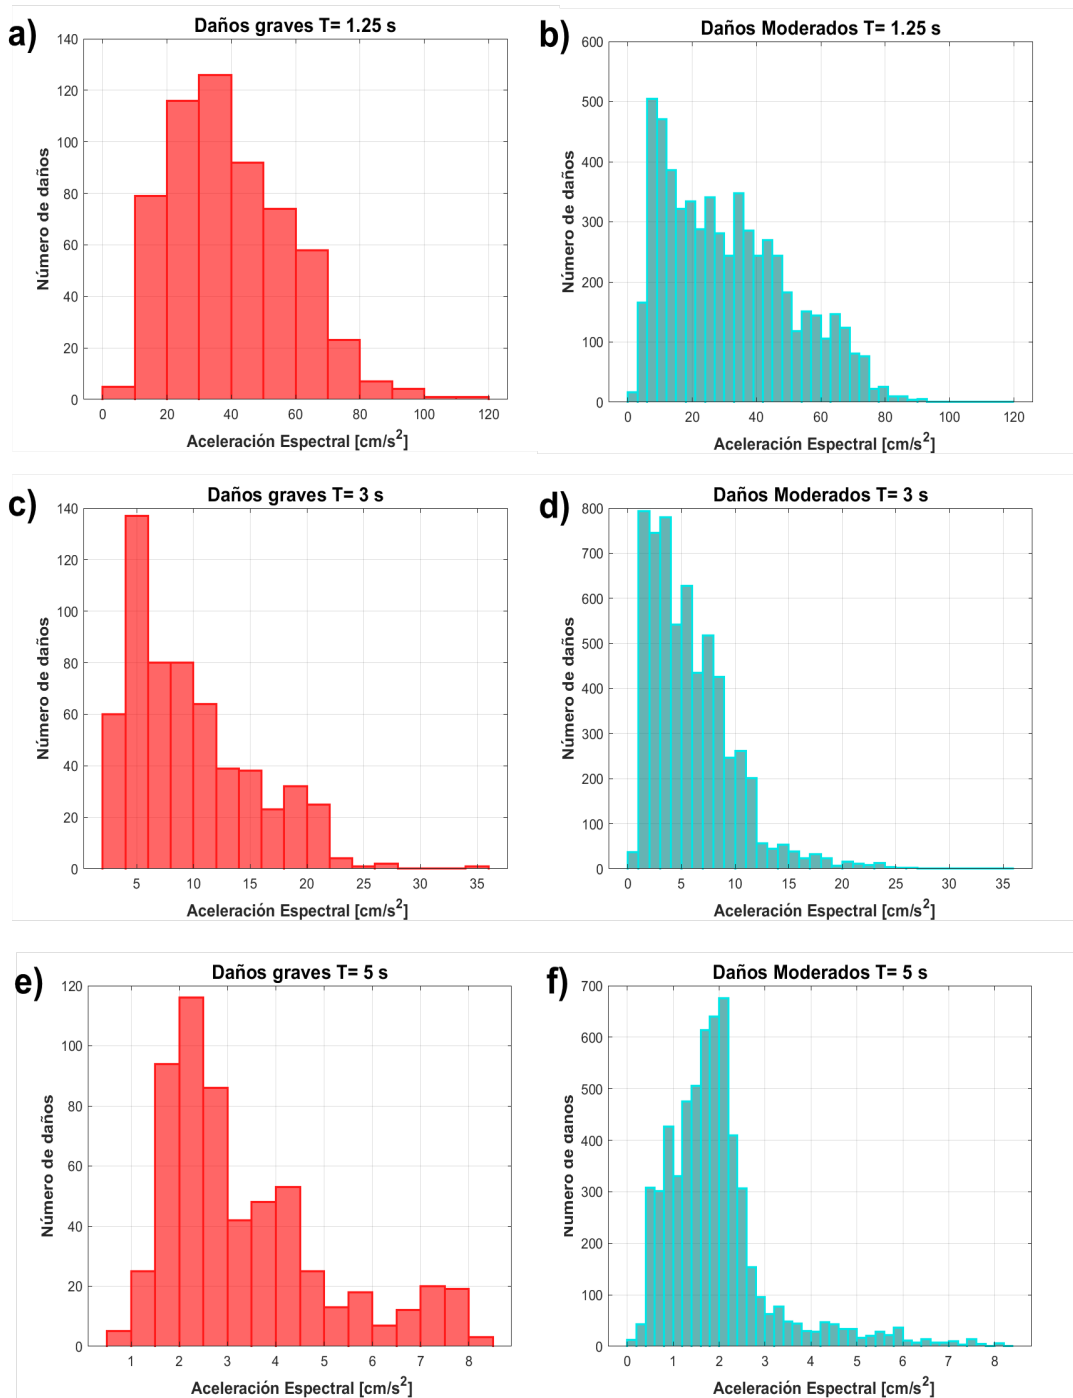 a)
Daños graves T= 1.25 s
140
120
100
80
60
40
20
0
Número de daños
0 20 40 60 80 100 120
Aceleración Espectral [cm/s²]
b)
Daños Moderados T= 1.25 s
600
500
400
300
200
100
0
Número de daños
0 20 40 60 80 100 120
Aceleración Espectral [cm/s²]
c)
Daños graves T= 3 s
140
120
100
80
60
40
20
0
Número de daños
5 10 15 20 25 30 35
Aceleración Espectral [cm/s²]
d)
Daños Moderados T= 3 s
800
700
600
500
400
300
200
100
0
Número de daños
0 5 10 15 20 25 30 35
Aceleración Espectral [cm/s²]
e)
Daños graves T= 5 s
120
100
80
60
40
20
0
Número de daños
1 2 3 4 5 6 7 8
Aceleración Espectral [cm/s²]
f)
Daños Moderados T= 5 s
700
600
500
400
300
200
100
0
Numero de danos
0 1 2 3 4 5 6 7 8
Aceleración Espectral [cm/s²]